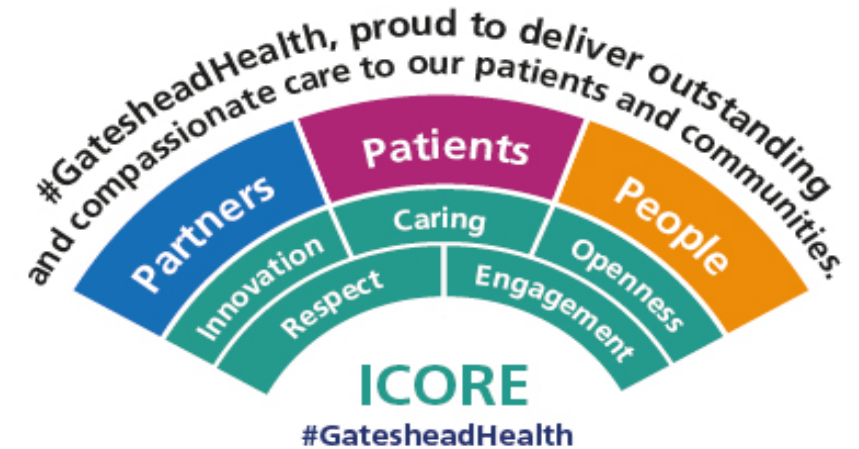 #GatesheadHealth, proud to deliver outstanding
and compassionate care to our patients and communities.
Partners
Patients
People
Innovation
Caring
Openness
Respect
Engagement
ICORE
#GatesheadHealth